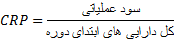 CRP = سود عملیاتی
کل دارایی های ابتدای دوره